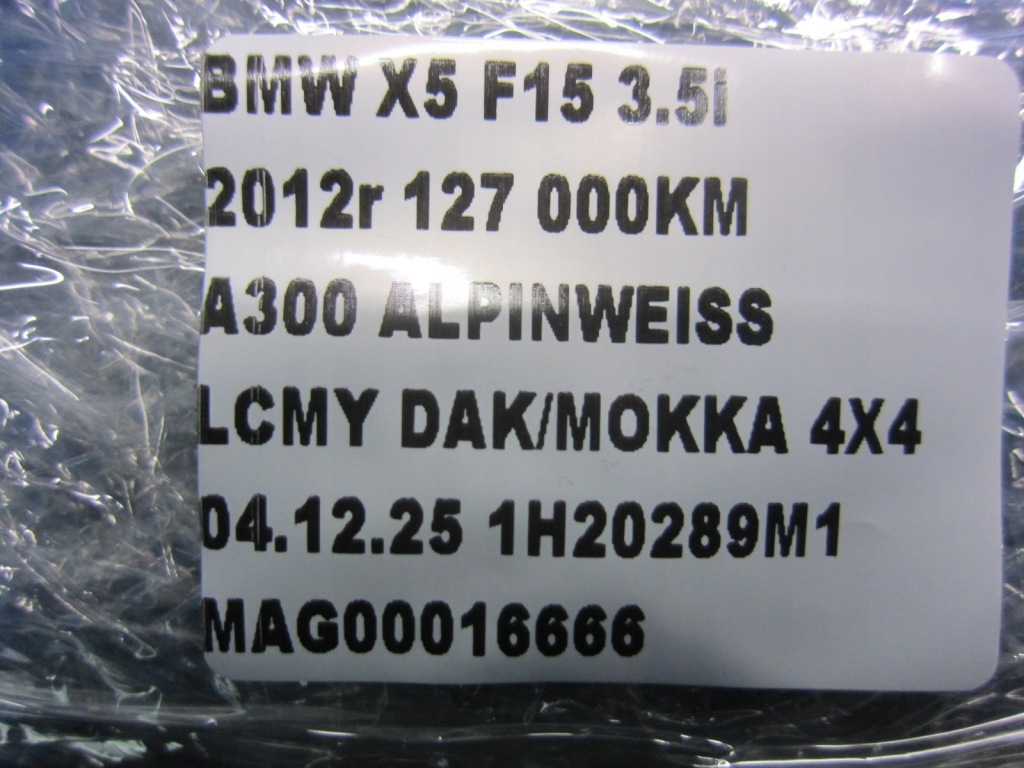 BMW X5 F15 3.5I
2012r 127 000KM
A300 ALPINWEISS
LCMY DAK/MOKKA 4X4
04.12.25 1H20289M1
MAG00016666